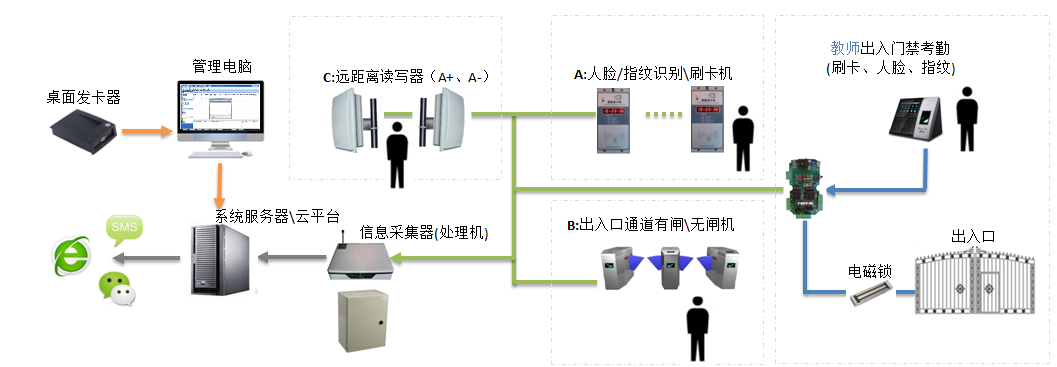 桌面发卡器
管理电脑
C:远距离读写器（A+、A-）
A:人脸/指纹识别\刷卡机
教师出入门禁考勤
(刷卡、人脸、指纹)
系统服务器\云平台
SMS
信息采集器(处理机)
B:出入口通道有闸\无闸机
电磁锁
出入口